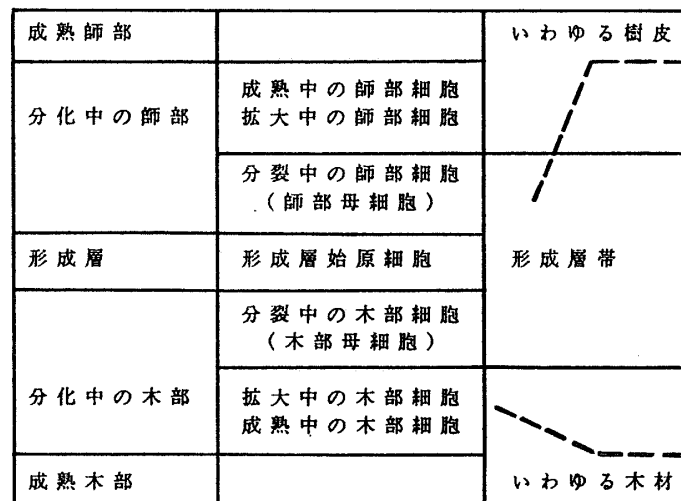 成熟師部
いわゆる樹皮
分化中の師部
成熟中の師部細胞
拡大中の師部細胞
分裂中の師部細胞
(師部母細胞)
形成層
形成層始原細胞
形成層帯
分裂中の木部細胞
(木部母細胞)
分化中の木部
拡大中の木部細胞
成熟中の木部細胞
成熟木部
いわゆる木材